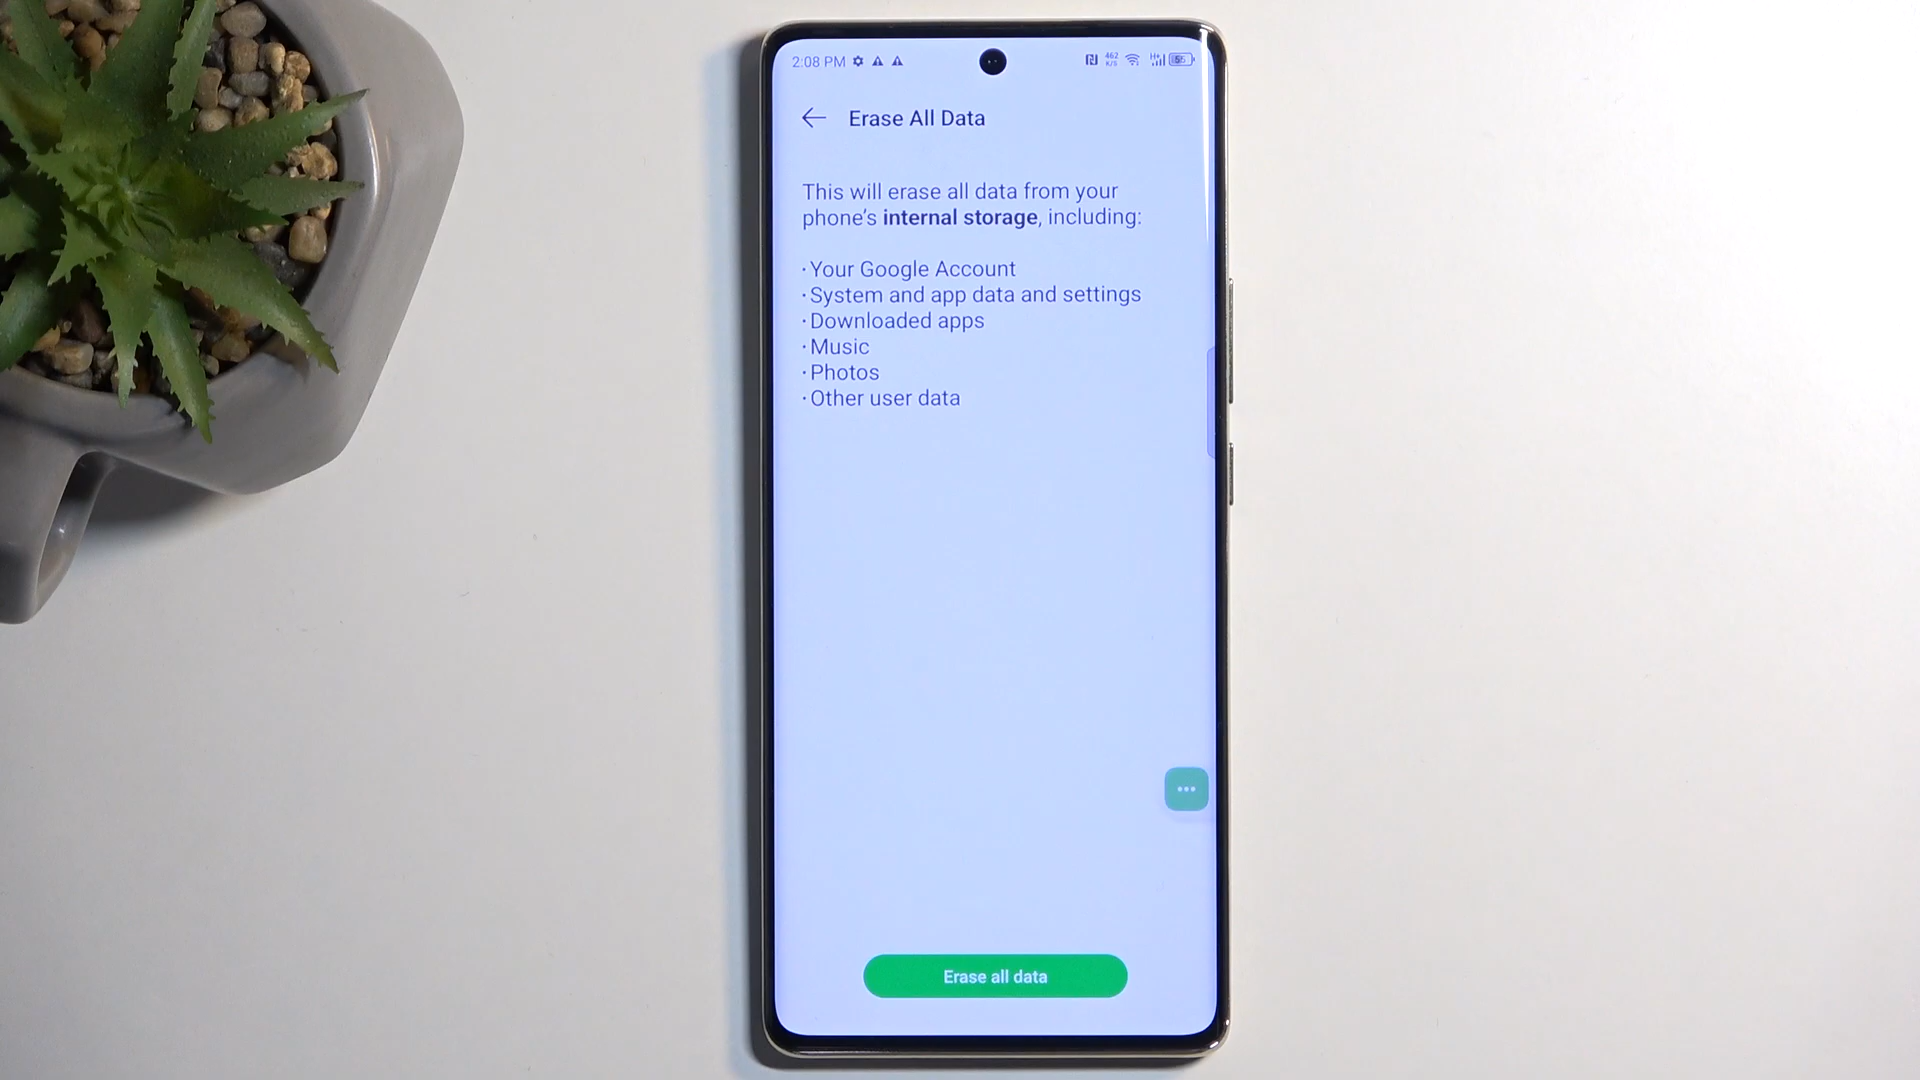 2:08 PM
462
K/S
Erase All Data
This will erase all data from your
phone's internal storage, including:
· Your Google Account
· System and app data and settings
· Downloaded apps
· Music
· Photos
· Other user data
Erase all data